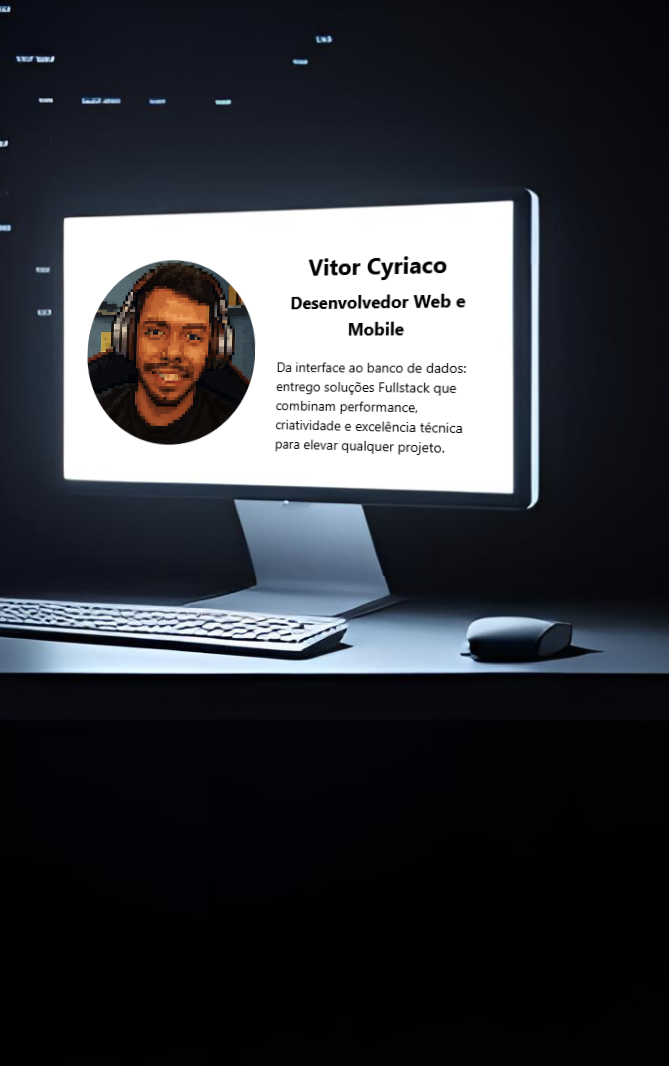 Vitor Cyriaco
Desenvolvedor Web e
Mobile
Da interface ao banco de dados:
entrego soluções Fullstack que
combinam performance,
criatividade e excelência técnica
para elevar qualquer projeto.